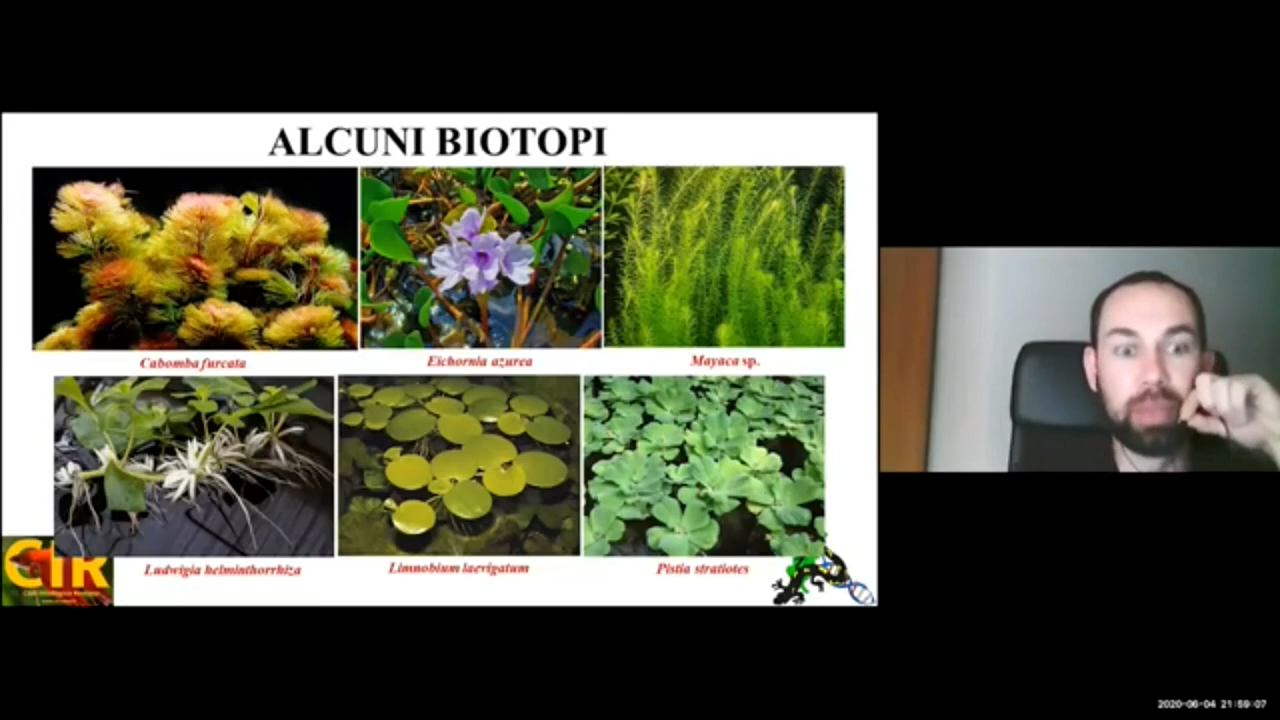 ALCUNI BIOTOPI
Cabomba furcata
Eichornia azurea
Mayaca sp.
Ludwigia helminthorrhiza
Limnobium laevigatum
Pistia stratiotes
CIR
2020-06-04 21:59:07